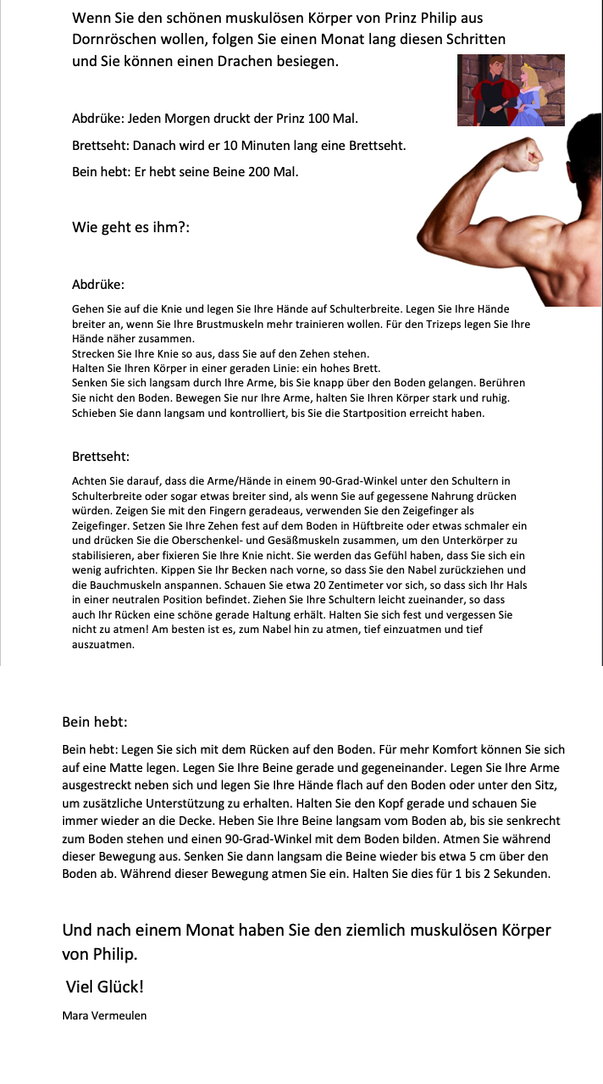 Wenn Sie den schönen muskulösen Körper von Prinz Philip aus
Dornröschen wollen, folgen Sie einen Monat lang diesen Schritten
und Sie können einen Drachen besiegen.
Abdrüke: Jeden Morgen druckt der Prinz 100 Mal.
Brettseht: Danach wird er 10 Minuten lang eine Brettseht.
Bein hebt: Er hebt seine Beine 200 Mal.
Wie geht es ihm?:
Abdrüke:
Gehen Sie auf die Knie und legen Sie Ihre Hände auf Schulterbreite. Legen Sie Ihre Hände
breiter an, wenn Sie Ihre Brustmuskeln mehr trainieren wollen. Für den Trizeps legen Sie Ihre
Hände näher zusammen.
Strecken Sie Ihre Knie so aus, dass Sie auf den Zehen stehen.
Halten Sie Ihren Körper in einer geraden Linie: ein hohes Brett.
Senken Sie sich langsam durch Ihre Arme, bis Sie knapp über den Boden gelangen. Berühren
Sie nicht den Boden. Bewegen Sie nur Ihre Arme, halten Sie Ihren Körper stark und ruhig.
Schieben Sie dann langsam und kontrolliert, bis Sie die Startposition erreicht haben.
Brettseht:
Achten Sie darauf, dass die Arme/Hände in einem 90-Grad-Winkel unter den Schultern in
Schulterbreite oder sogar etwas breiter sind, als wenn Sie auf gegessene Nahrung drücken
würden. Zeigen Sie mit den Fingern geradeaus, verwenden Sie den Zeigefinger als
Zeigefinger. Setzen Sie Ihre Zehen fest auf dem Boden in Hüftbreite oder etwas schmaler ein
und drücken Sie die Oberschenkel- und Gesäßmuskeln zusammen, um den Unterkörper zu
stabilisieren, aber fixieren Sie Ihre Knie nicht. Sie werden das Gefühl haben, dass Sie sich ein
wenig aufrichten. Kippen Sie Ihr Becken nach vorne, so dass Sie den Nabel zurückziehen und
die Bauchmuskeln anspannen. Schauen Sie etwa 20 Zentimeter vor sich, so dass sich Ihr Hals
in einer neutralen Position befindet. Ziehen Sie Ihre Schultern leicht zueinander, so dass
auch Ihr Rücken eine schöne gerade Haltung erhält. Halten Sie sich fest und vergessen Sie
nicht zu atmen! Am besten ist es, zum Nabel hin zu atmen, tief einzuatmen und tief
auszuatmen.
Bein hebt:
Bein hebt: Legen Sie sich mit dem Rücken auf den Boden. Für mehr Komfort können Sie sich
auf eine Matte legen. Legen Sie Ihre Beine gerade und gegeneinander. Legen Sie Ihre Arme
ausgestreckt neben sich und legen Sie Ihre Hände flach auf den Boden oder unter den Sitz,
um zusätzliche Unterstützung zu erhalten. Halten Sie den Kopf gerade und schauen Sie
immer wieder an die Decke. Heben Sie Ihre Beine langsam vom Boden ab, bis sie senkrecht
zum Boden stehen und einen 90-Grad-Winkel mit dem Boden bilden. Atmen Sie während
dieser Bewegung aus. Senken Sie dann langsam die Beine wieder bis etwa 5 cm über den
Boden ab. Während dieser Bewegung atmen Sie ein. Halten Sie dies für 1 bis 2 Sekunden.
Und nach einem Monat haben Sie den ziemlich muskulösen Körper
von Philip.
Viel Glück!
Mara Vermeulen